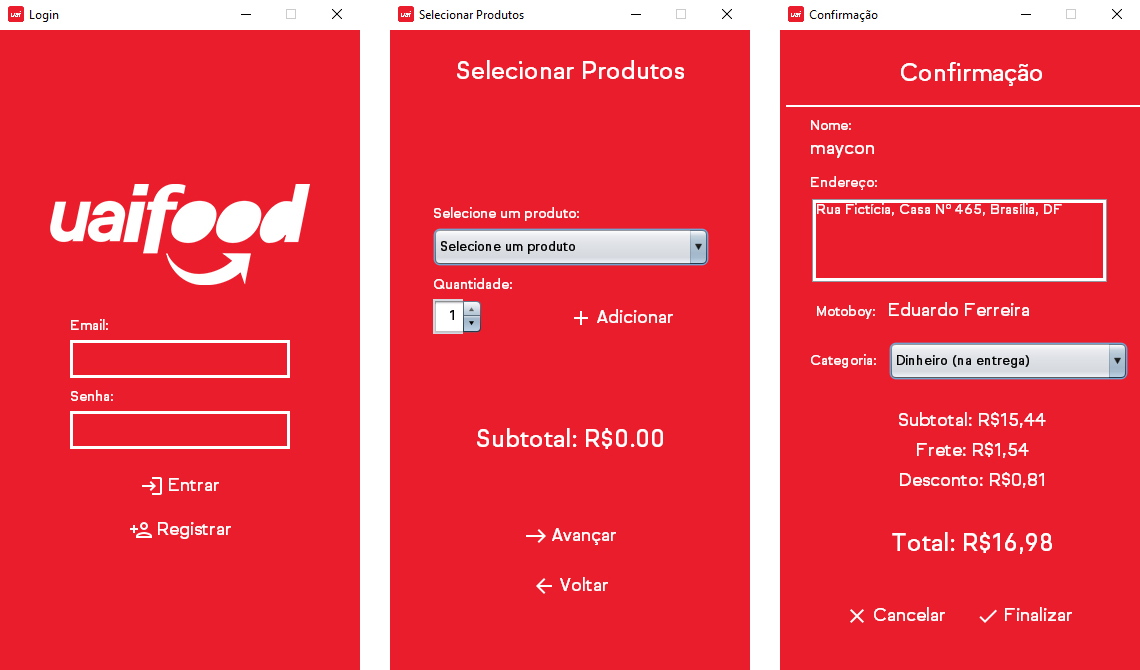 uai Login
uaifood
Email:
Senha:
Entrar
Registrar
uai Selecionar Produtos
Selecionar Produtos
Selecione um produto:
Selecione um produto
Quantidade:
1
Adicionar
Subtotal: R$0.00
Avançar
Voltar
uai Confirmação
Confirmação
Nome:
maycon
Endereço:
Rua Fictícia, Casa Nº 465, Brasília, DF
Motoboy: Eduardo Ferreira
Categoria: Dinheiro (na entrega)
Subtotal: R$15,44
Frete: R$1,54
Desconto: R$0,81
Total: R$16,98
Cancelar Finalizar